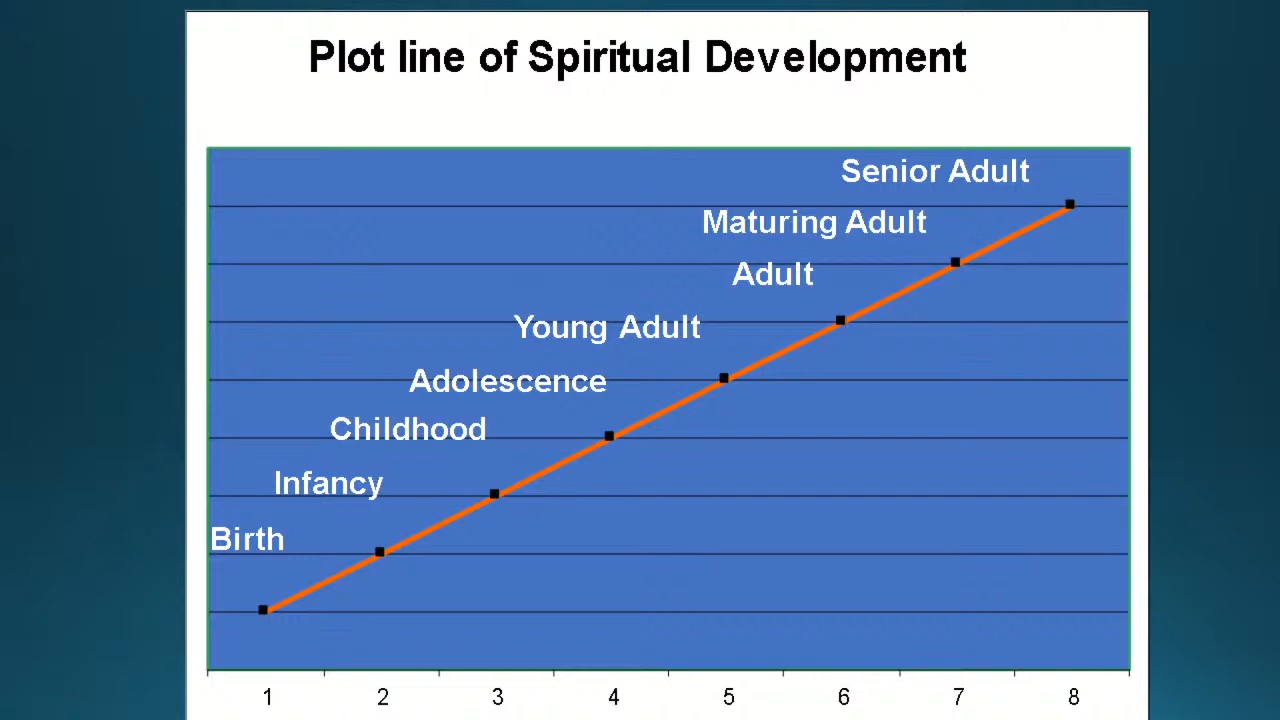 Plot line of Spiritual Development
Senior Adult
Maturing Adult
Adult
Young Adult
Adolescence
Childhood
Infancy
Birth
1 2 3 4 5 6 7 8